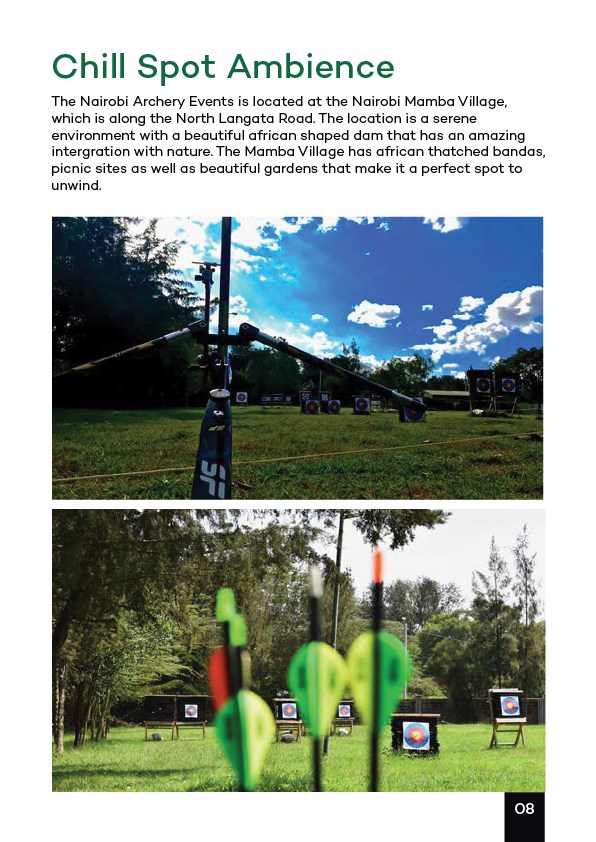 Chill Spot Ambience
The Nairobi Archery Events is located at the Nairobi Mamba Village,
which is along the North Langata Road. The location is a serene
environment with a beautiful african shaped dam that has an amazing
intergration with nature. The Mamba Village has african thatched bandas,
picnic sites as well as beautiful gardens that make it a perfect spot to
unwind.
SF
08